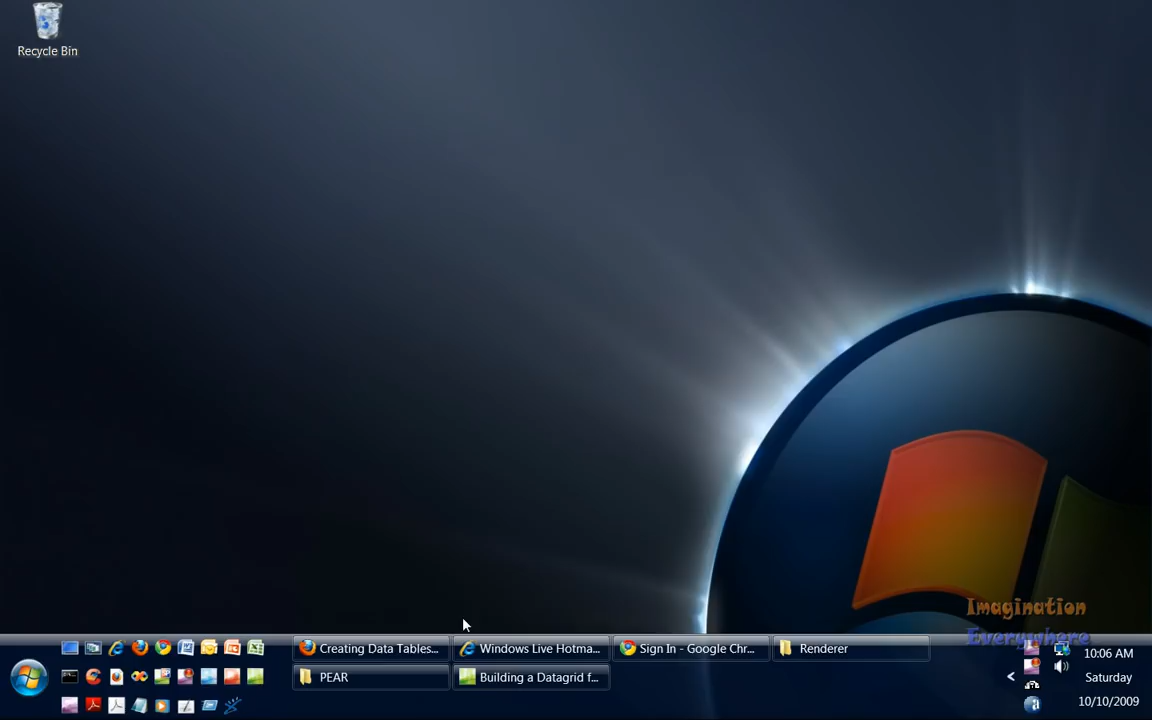 Recycle Bin
Imagination
Everywhere
Creating Data Tables...
Windows Live Hotma...
Sign In - Google Chr...
Renderer
PEAR
Building a Datagrid f...
10:06 AM
Saturday
10/10/2009